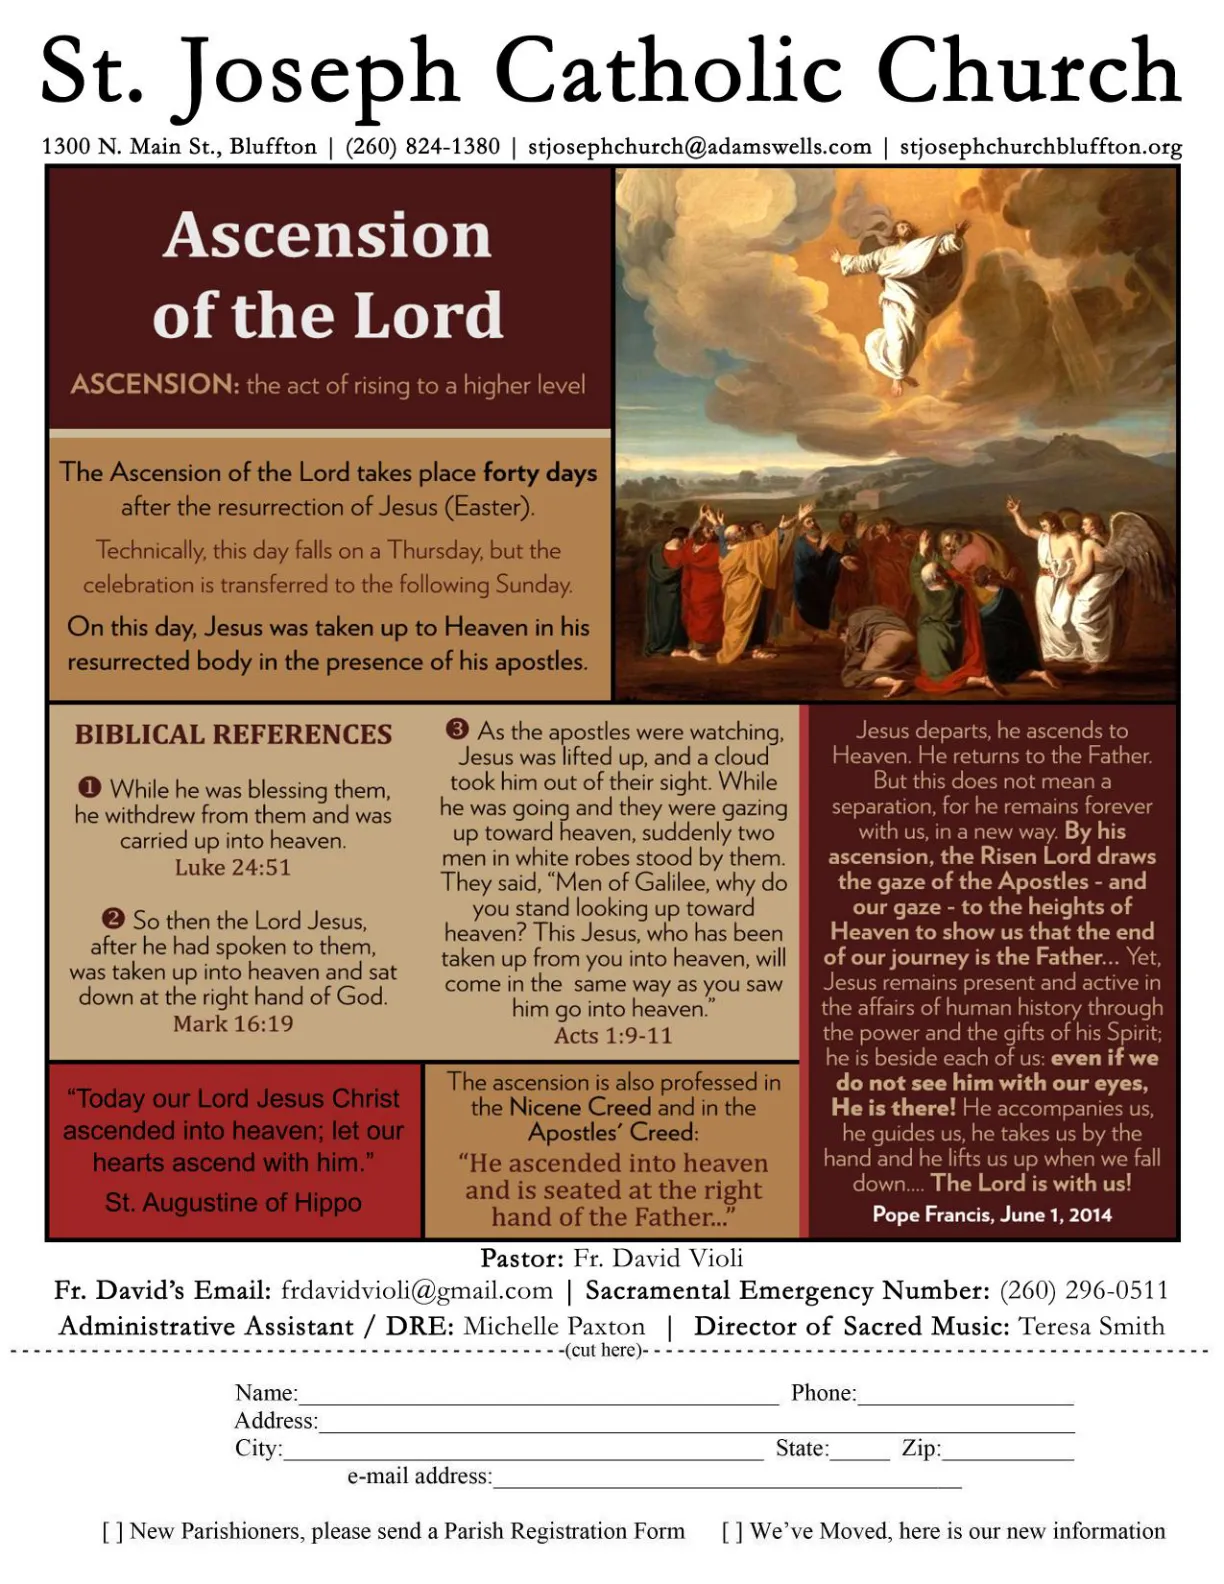 St. Joseph Catholic Church
1300 N. Main St., Bluffton | (260) 824-1380 | stjosephchurch@adamswells.com | stjosephchurchbluffton.org
Ascension
of the Lord
ASCENSION: the act of rising to a higher level
The Ascension of the Lord takes place forty days
after the resurrection of Jesus (Easter).
Technically, this day falls on a Thursday, but the
celebration is transferred to the following Sunday.
On this day, Jesus was taken up to Heaven in his
resurrected body in the presence of his apostles.
BIBLICAL REFERENCES
❶ While he was blessing them,
he withdrew from them and was
carried up into heaven.
Luke 24:51
❷ So then the Lord Jesus,
after he had spoken to them,
was taken up into heaven and sat
down at the right hand of God.
Mark 16:19
❸ As the apostles were watching,
Jesus was lifted up, and a cloud
took him out of their sight. While
he was going and they were gazing
up toward heaven, suddenly two
men in white robes stood by them.
They said, “Men of Galilee, why do
you stand looking up toward
heaven? This Jesus, who has been
taken up from you into heaven, will
come in the same way as you saw
him go into heaven.”
Acts 1:9-11
Jesus departs, he ascends to
Heaven. He returns to the Father.
But this does not mean a
separation, for he remains forever
with us, in a new way. By his
ascension, the Risen Lord draws
the gaze of the Apostles - and
our gaze - to the heights of
Heaven to show us that the end
of our journey is the Father... Yet,
Jesus remains present and active in
the affairs of human history through
the power and the gifts of his Spirit;
he is beside each of us: even if we
do not see him with our eyes,
He is there! He accompanies us,
he guides us, he takes us by the
hand and he lifts us up when we fall
down.... The Lord is with us!
Pope Francis, June 1, 2014
“Today our Lord Jesus Christ
ascended into heaven; let our
hearts ascend with him.”
St. Augustine of Hippo
The ascension is also professed in
the Nicene Creed and in the
Apostles’ Creed:
“He ascended into heaven
and is seated at the right
hand of the Father...”
Pastor: Fr. David Violi
Fr. David’s Email: frdavidvioli@gmail.com | Sacramental Emergency Number: (260) 296-0511
Administrative Assistant / DRE: Michelle Paxton | Director of Sacred Music: Teresa Smith
(cut here)
Name: Phone:
Address:
City: State: Zip:
e-mail address:
[ ] New Parishioners, please send a Parish Registration Form [ ] We’ve Moved, here is our new information